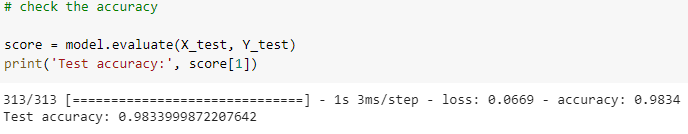 # check the accuracy
score = model.evaluate(X_test, Y_test)
print('Test accuracy:', score[1])
313/313 [==============================] - 1s 3ms/step - loss: 0.0669 - accuracy: 0.9834
Test accuracy: 0.9833999872207642